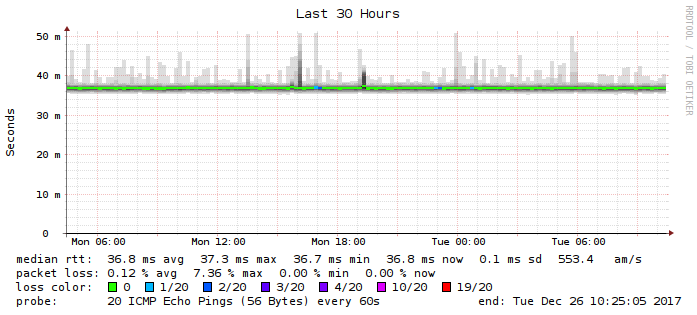 Last 30 Hours
RRDTOOL / TOBI OETIKER
Seconds
50 m
40 m
30 m
20 m
10 m
0
Mon 06:00 Mon 12:00 Mon 18:00 Tue 00:00 Tue 06:00
median rtt: 36.8 ms avg 37.3 ms max 36.7 ms min 36.8 ms now 0.1 ms sd 553.4 am/s
packet loss: 0.12 % avg 7.36 % max 0.00 % min 0.00 % now
loss color: 0 1/20 2/20 3/20 4/20 10/20 19/20
probe: 20 ICMP Echo Pings (56 Bytes) every 60s end: Tue Dec 26 10:25:05 2017